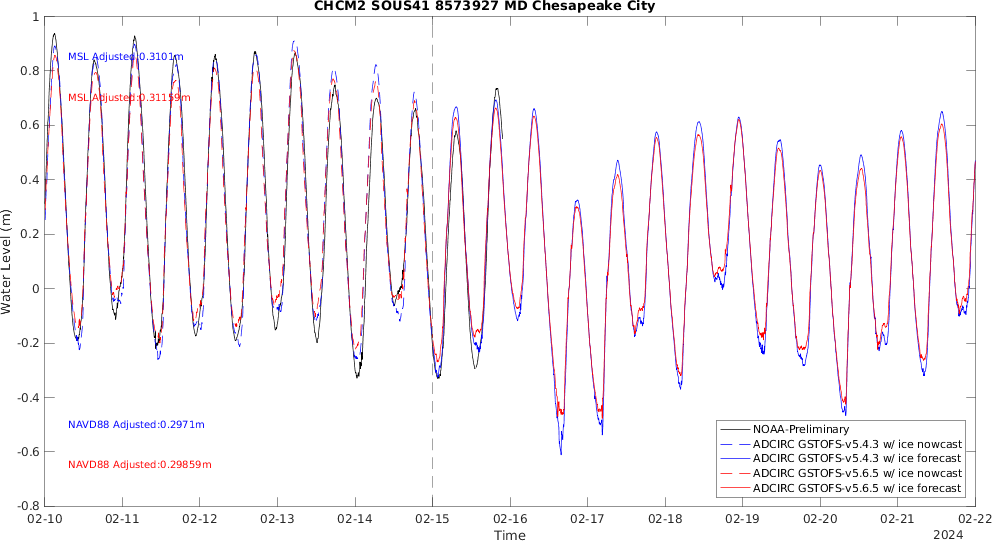 CHCM2 SOUS41 8573927 MD Chesapeake City
1
0.8
0.6
0.4
0.2
0
-0.2
-0.4
-0.6
-0.8
Water Level (m)
MSL Adjusted:0.3101m
MSL Adjusted:0.31159m
NAVD88 Adjusted:0.2971m
NAVD88 Adjusted:0.29859m
NOAA-Preliminary
ADCIRC GSTOFS-v5.4.3 w/ ice nowcast
ADCIRC GSTOFS-v5.4.3 w/ ice forecast
ADCIRC GSTOFS-v5.6.5 w/ ice nowcast
ADCIRC GSTOFS-v5.6.5 w/ ice forecast
02-10 02-11 02-12 02-13 02-14 02-15 02-16 02-17 02-18 02-19 02-20 02-21 02-22
Time
2024